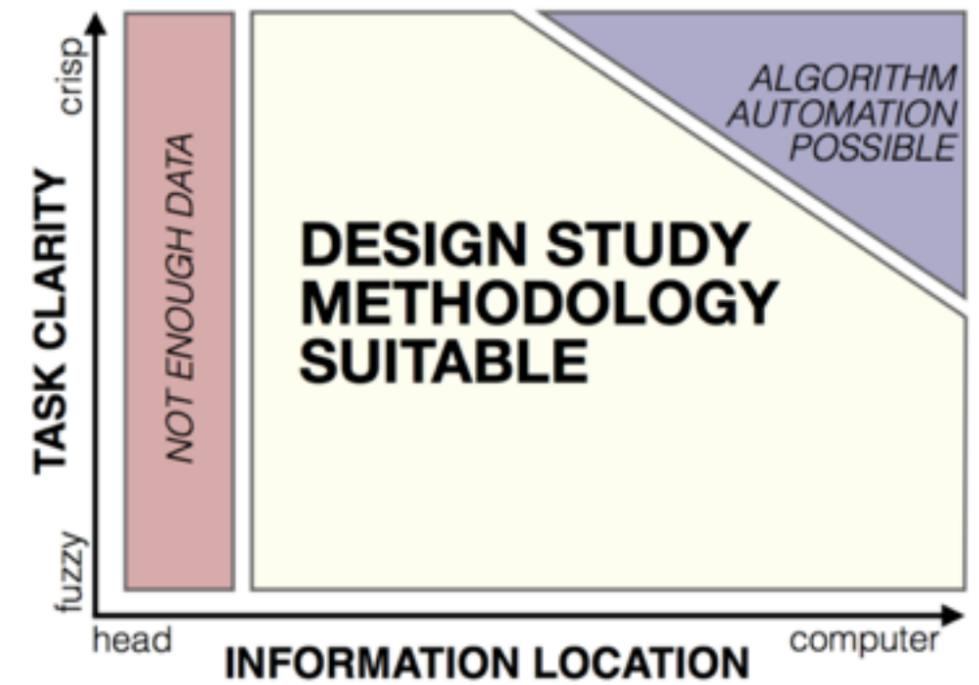 crisp
TASK CLARITY
fuzzy
NOT ENOUGH DATA
DESIGN STUDY
METHODOLOGY
SUITABLE
ALGORITHM
AUTOMATION
POSSIBLE
head
computer
INFORMATION LOCATION